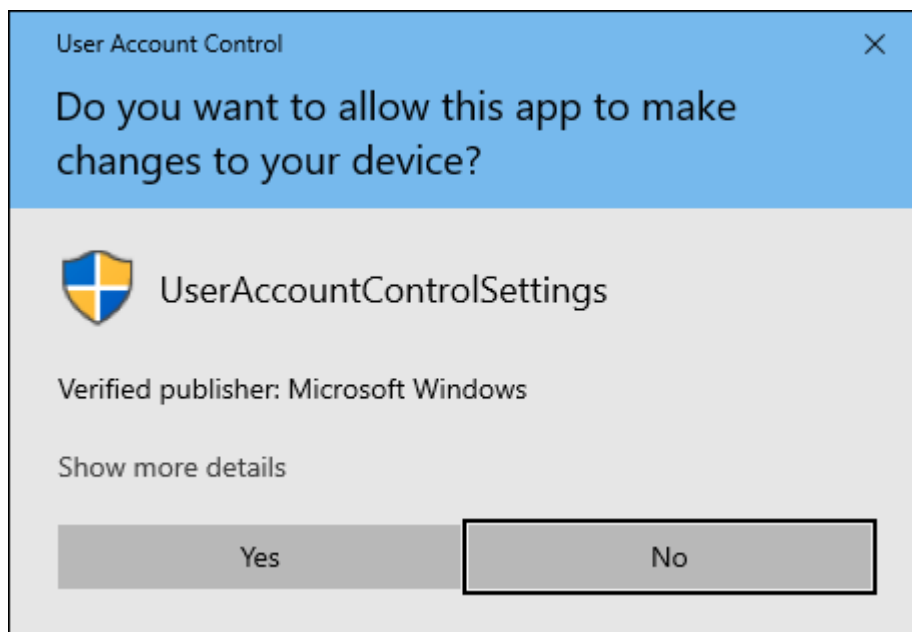 User Account Control
Do you want to allow this app to make
changes to your device?
UserAccountControlSettings
Verified publisher: Microsoft Windows
Show more details
Yes
No